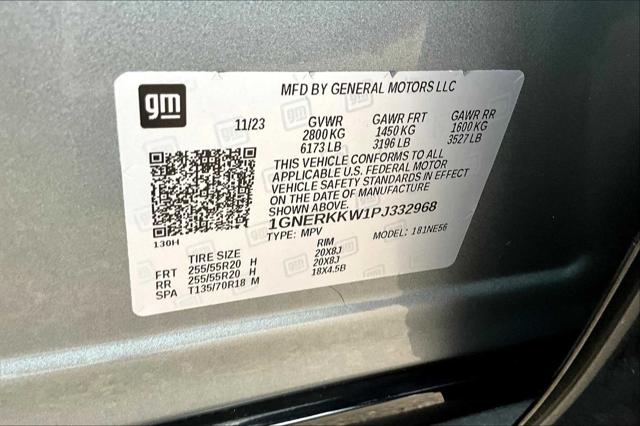 gm
MFD BY GENERAL MOTORS LLC
11/23 GVWR GAWR FRT GAWR RR
2800 KG 1450 KG 1600 KG
6173 LB 3196 LB 3527 LB
THIS VEHICLE CONFORMS TO ALL
APPLICABLE U.S. FEDERAL MOTOR
VEHICLE SAFETY STANDARDS IN EFFECT
ON THE DATE OF MANUFACTURE
SHOWN ABOVE.
1GNERKKW1PJ332968
130H
TYPE: MPV MODEL: 181NE56
TIRE SIZE RIM
FRT 255/55R20 H 20X8J
RR 255/55R20 H 20X8J
SPA T135/70R18 M 18X4.5B